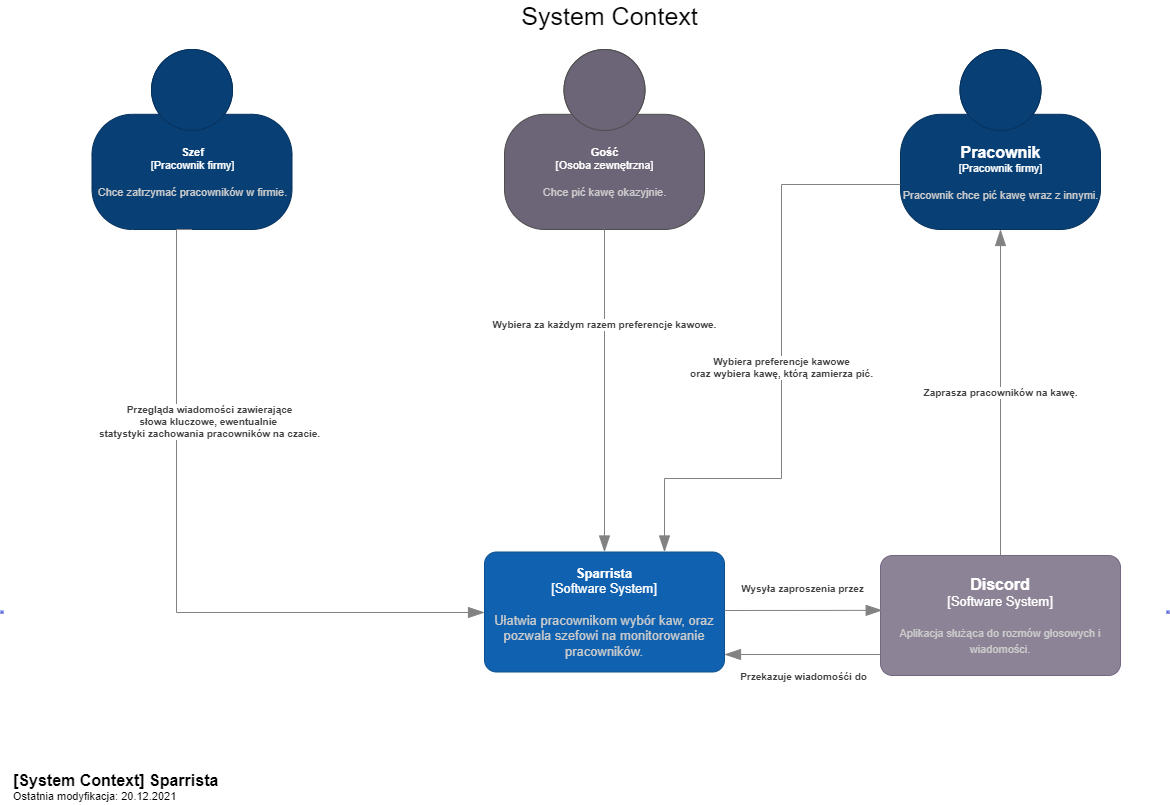 System Context
Szef
[Pracownik firmy]
Chce zatrzymać pracowników w firmie.
Gość
[Osoba zewnętrzna]
Chce pić kawę okazyjnie.
Pracownik
[Pracownik firmy]
Pracownik chce pić kawę wraz z innymi.
Wybiera za każdym razem preferencje kawowe.
Wybiera preferencje kawowe
oraz wybiera kawę, którą zamierza pić.
Zaprasza pracowników na kawę.
Przegląda wiadomości zawierające
słowa kluczowe, ewentualnie
statystyki zachowania pracowników na czacie.
Sparrista
[Software System]
Ułatwia pracownikom wybór kaw, oraz
pozwala szefowi na monitorowanie
pracowników.
Wysyła zaproszenia przez
Przekazuje wiadomośći do
Discord
[Software System]
Aplikacja służąca do rozmów głosowych i
wiadomości.
[System Context] Sparrista
Ostatnia modyfikacja: 20.12.2021